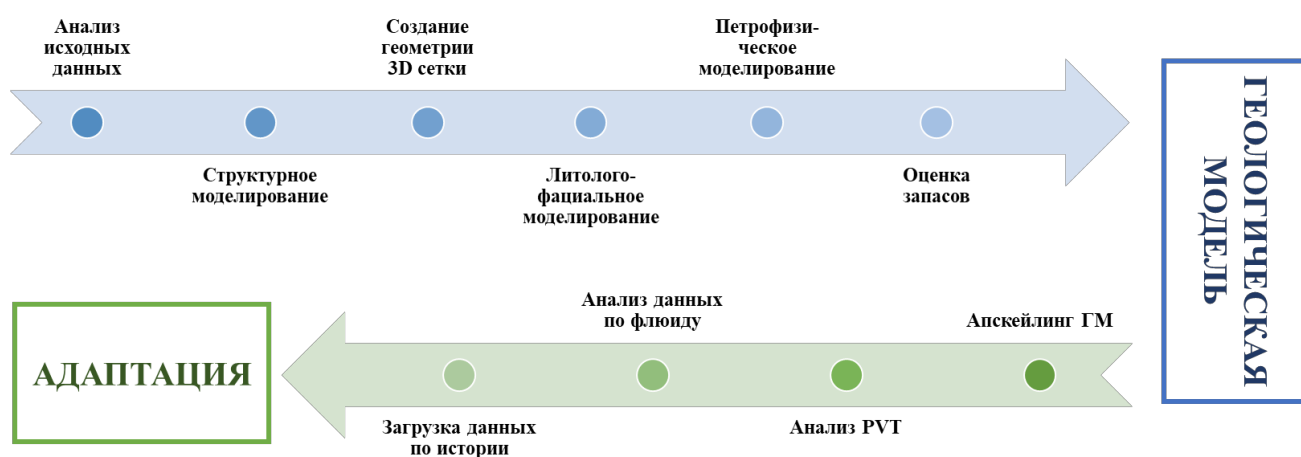 Анализ
исходных
данных
Создание
геометрии
3D сетки
Петрофизи-
ческое
моделирование
Структурное
моделирование
Литолого-
фациальное
моделирование
Оценка
запасов
ГЕОЛОГИЧЕСКАЯ
МОДЕЛЬ
Апскейлинг ГМ
Анализ PVT
Анализ данных
по флюиду
Загрузка данных
по истории
АДАПТАЦИЯ